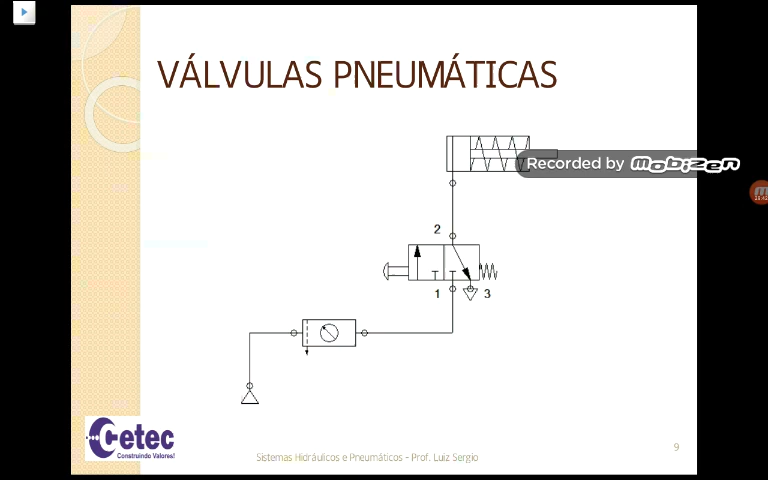 VÁLVULAS PNEUMÁTICAS
Recorded by Mobizen
2
1
3
Cetec
Construindo Valores!
Sistemas Hidráulicos e Pneumáticos - Prof. Luiz Sergio
9